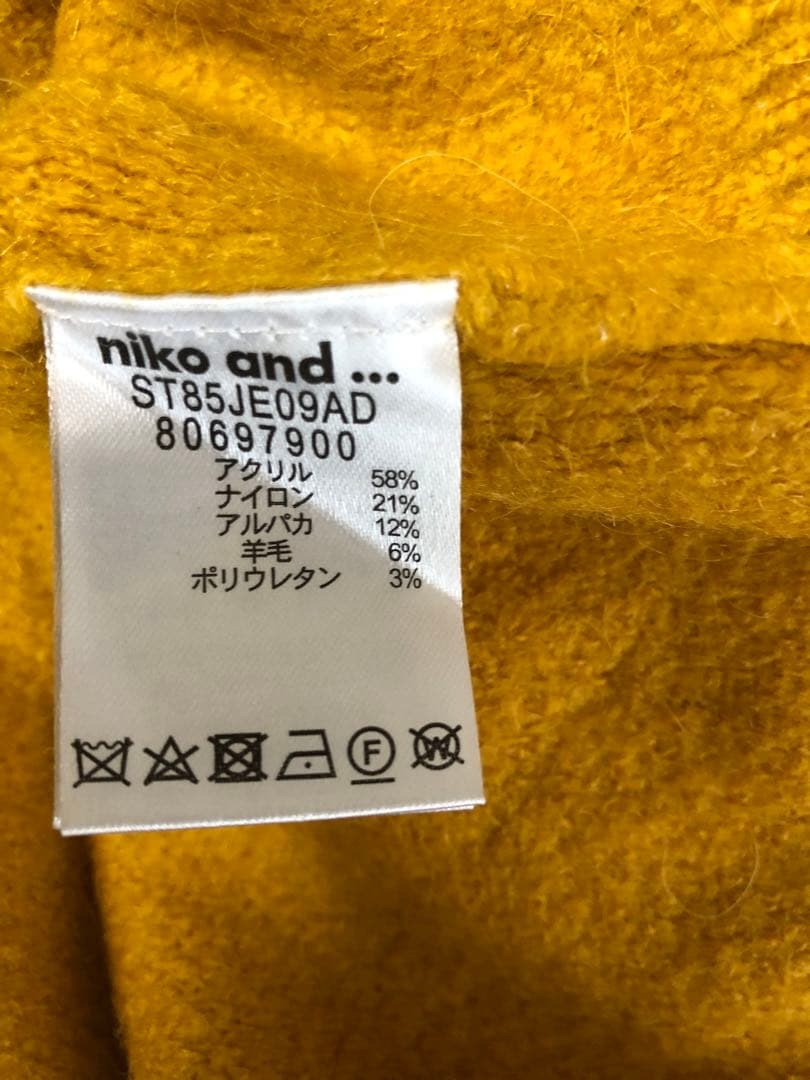 niko and ...
ST85JE09AD
80697900
アクリル 58%
ナイロン 21%
アルパカ 12%
羊毛 6%
ポリウレタン 3%
F
W